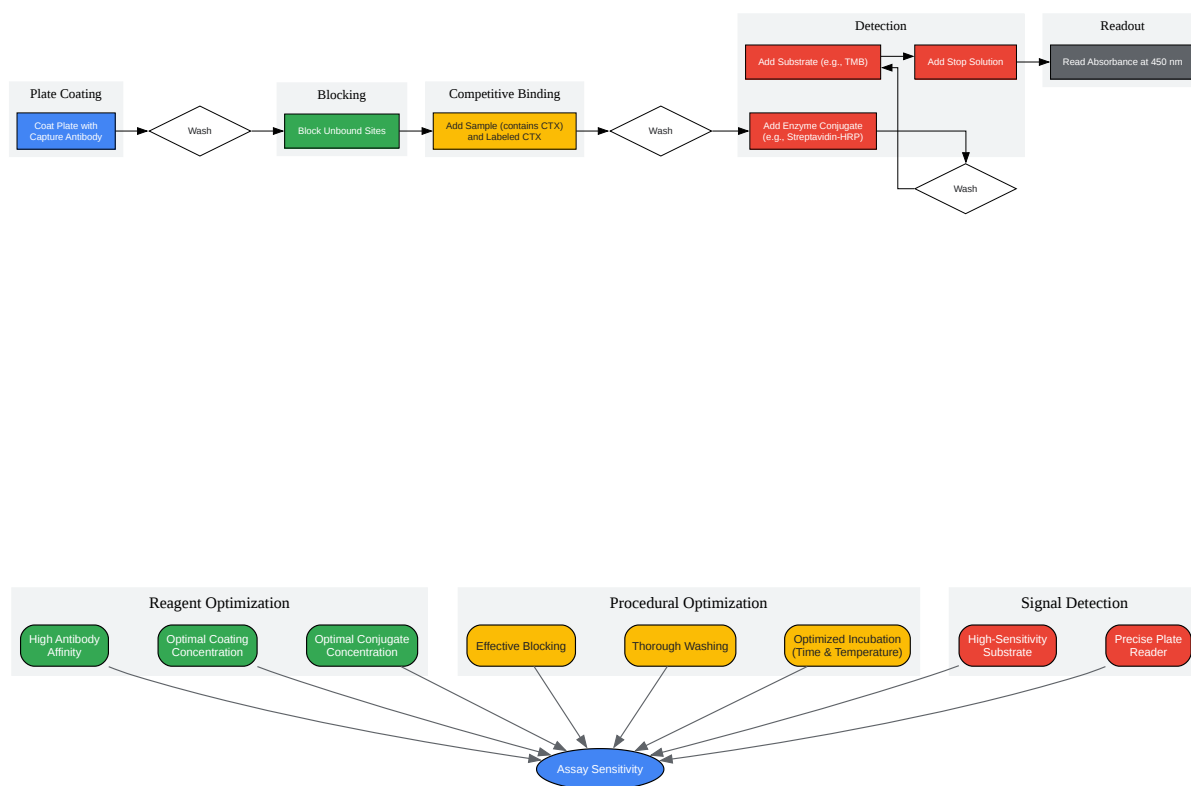 Plate Coating
Coat Plate with
Capture Antibody
Wash
Blocking
Block Unbound Sites
Competitive Binding
Add Sample (contains CTX)
and Labeled CTX
Wash
Detection
Add Enzyme Conjugate
(e.g., Streptavidin-HRP)
Wash
Add Substrate (e.g., TMB)
Add Stop Solution
Readout
Read Absorbance at 450 nm
Reagent Optimization
High Antibody
Affinity
Optimal Coating
Concentration
Optimal Conjugate
Concentration
Procedural Optimization
Effective Blocking
Thorough Washing
Optimized Incubation
(Time & Temperature)
Signal Detection
High-Sensitivity
Substrate
Precise Plate
Reader
Assay Sensitivity